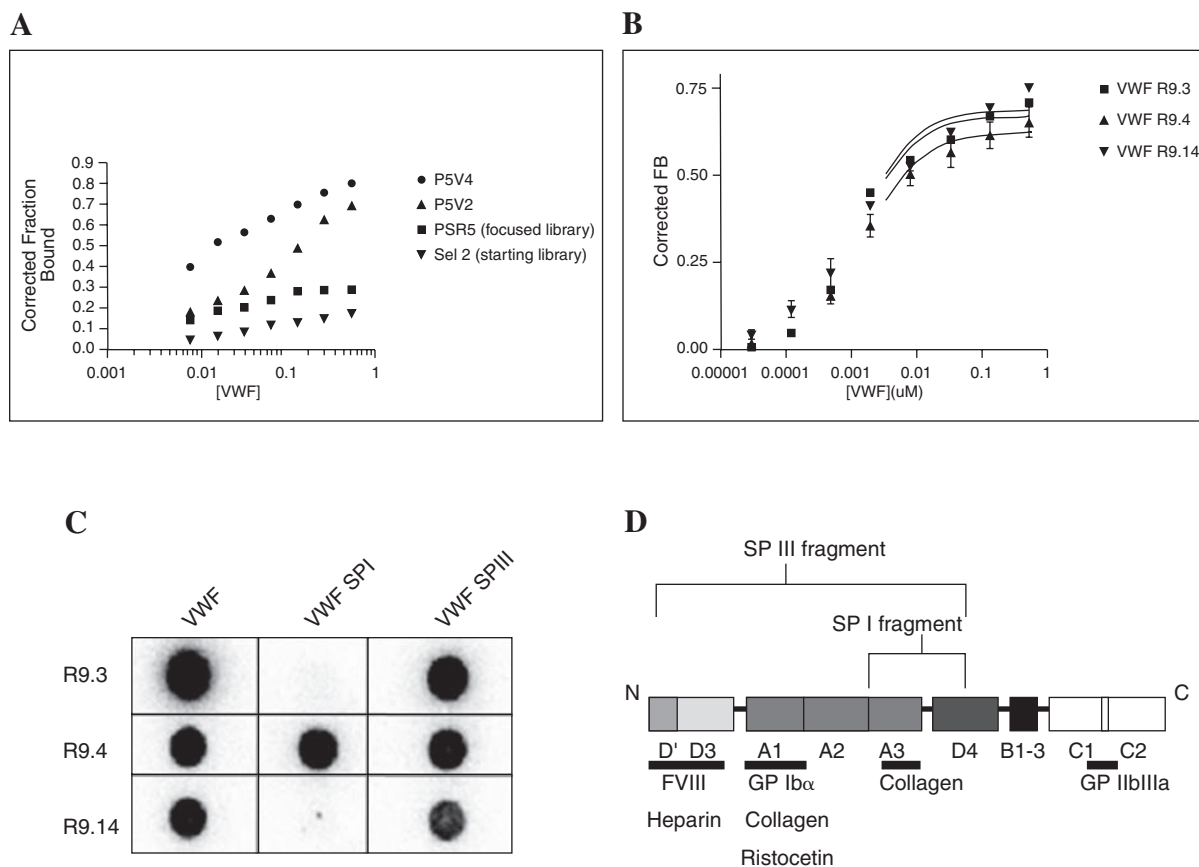 A
Corrected Fraction
Bound
0.9
0.8
0.7
0.6
0.5
0.4
0.3
0.2
0.1
0.0
0.001
0.01
0.1
1
[VWF]
P5V4
P5V2
PSR5 (focused library)
Sel 2 (starting library)
B
Corrected FB
0.75
0.50
0.25
0.00
0.00001
0.0001
0.001
0.01
0.1
1
[VWF](uM)
VWF R9.3
VWF R9.4
VWF R9.14
C
VWF
VWF SPI
VWF SPIII
R9.3
R9.4
R9.14
D
SP III fragment
SP I fragment
N
C
D' D3 A1 A2 A3 D4 B1-3 C1 C2
FVIII GP Ibα Collagen GP IIbIIIa
Heparin Collagen
Ristocetin